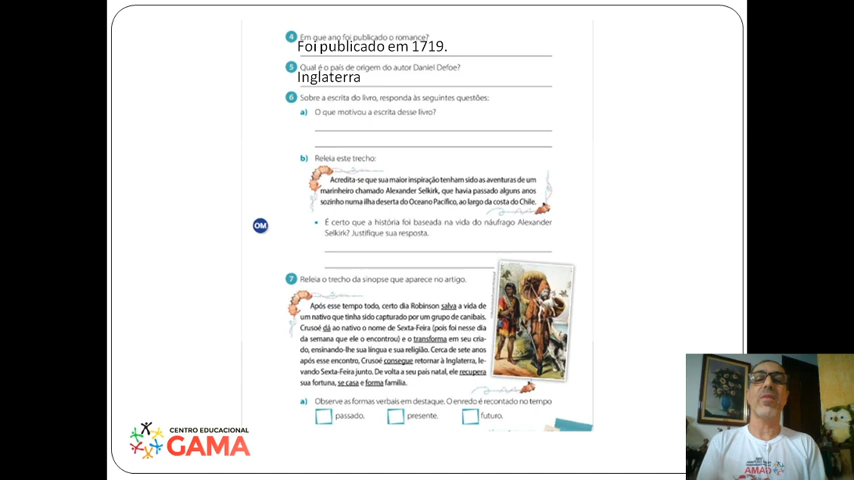 4 Em que ano foi publicado o romance?
Foi publicado em 1719.
5 Qual é o país de origem do autor Daniel Defoe?
Inglaterra
6 Sobre a escrita do livro, responda às seguintes questões:
a) O que motivou a escrita desse livro?
b) Releia este trecho:
Acredita-se que sua maior inspiração tenham sido as aventuras de um
marinheiro chamado Alexander Selkirk, que havia passado alguns anos
sozinho numa ilha deserta do Oceano Pacífico, ao largo da costa do Chile.
OM
• É certo que a história foi baseada na vida do náufrago Alexander
Selkirk? Justifique sua resposta.
7 Releia o trecho da sinopse que aparece no artigo.
Após esse tempo todo, certo dia Robinson salva a vida de
um nativo que tinha sido capturado por um grupo de canibais.
Crusoé dá ao nativo o nome de Sexta-Feira (pois foi nesse dia
da semana que ele o encontrou) e o transforma em seu cria-
do, ensinando-lhe sua língua e sua religião. Cerca de sete anos
após esse encontro, Crusoé consegue retornar à Inglaterra, le-
vando Sexta-Feira junto. De volta a seu país natal, ele recupera
sua fortuna, se casa e forma família.
a) Observe as formas verbais em destaque. O enredo é recontado no tempo
passado. presente. futuro.
CENTRO EDUCACIONAL
GAMA